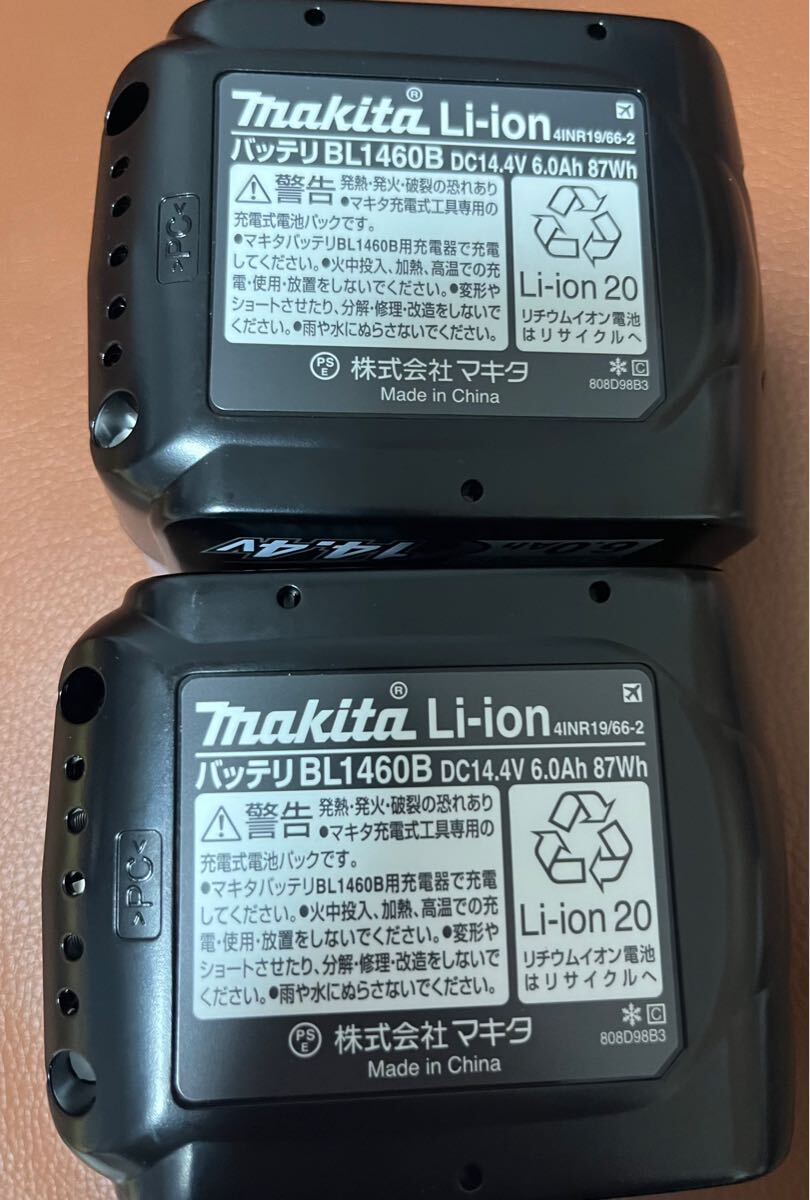 makita® Li-ion 4INR19/66-2
バッテリBL1460B DC14.4V 6.0Ah 87Wh
警告 発熱・発火・破裂の恐れあり
●マキタ充電式工具専用の
充電式電池パックです。
●マキタバッテリBL1460B用充電器で充電
してください。●火中投入、加熱、高温での充
電・使用・放置をしないでください。●変形や
ショートさせたり、分解・修理・改造をしないで
ください。●雨や水にぬらさないでください。
Li-ion 20
リチウムイオン電池
はリサイクルへ
PSE 株式会社マキタ
Made in China
C
808D98B3
>PC<
14.4V
6.0Ah
makita® Li-ion 4INR19/66-2
バッテリBL1460B DC14.4V 6.0Ah 87Wh
警告 発熱・発火・破裂の恐れあり
●マキタ充電式工具専用の
充電式電池パックです。
●マキタバッテリBL1460B用充電器で充電
してください。●火中投入、加熱、高温での充
電・使用・放置をしないでください。●変形や
ショートさせたり、分解・修理・改造をしないで
ください。●雨や水にぬらさないでください。
Li-ion 20
リチウムイオン電池
はリサイクルへ
PSE 株式会社マキタ
Made in China
C
808D98B3
>PC<